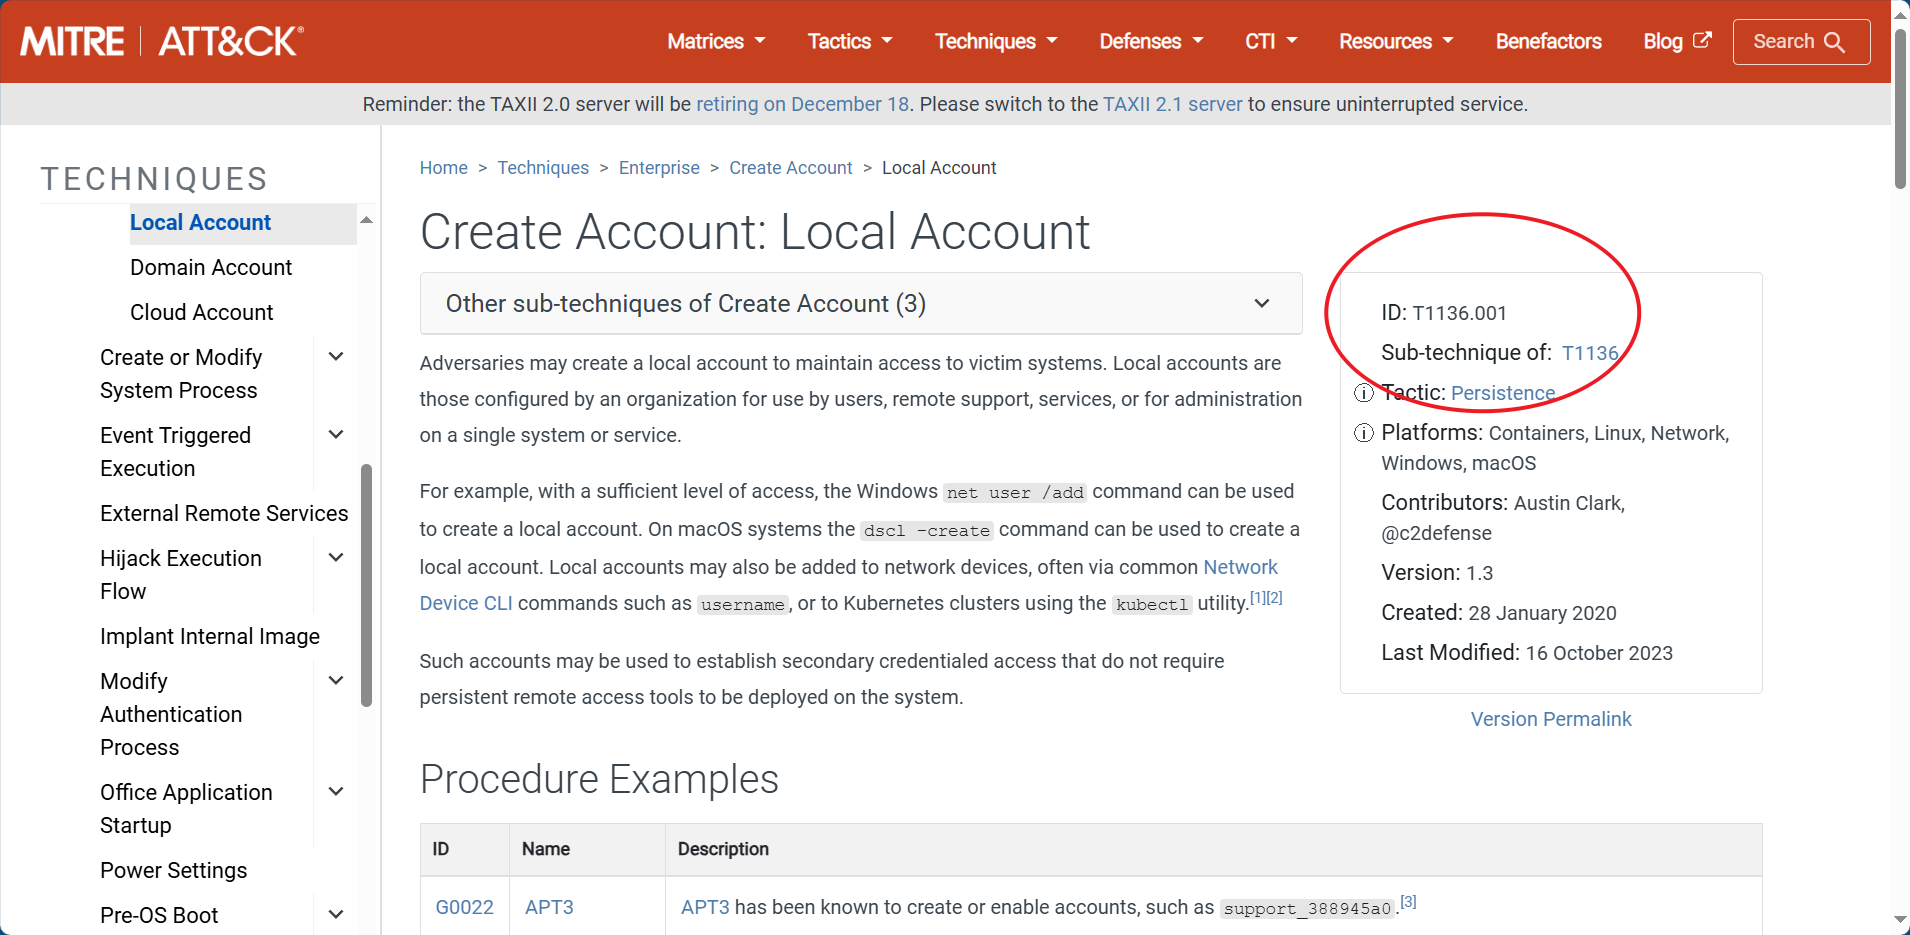 MITRE | ATT&CK®
Matrices Tactics Techniques Defenses CTI Resources Benefactors Blog Search
Reminder: the TAXII 2.0 server will be retiring on December 18. Please switch to the TAXII 2.1 server to ensure uninterrupted service.
TECHNIQUES
Local Account
Domain Account
Cloud Account
Create or Modify
System Process
Event Triggered
Execution
External Remote Services
Hijack Execution
Flow
Implant Internal Image
Modify
Authentication
Process
Office Application
Startup
Power Settings
Pre-OS Boot
Home > Techniques > Enterprise > Create Account > Local Account
Create Account: Local Account
Other sub-techniques of Create Account (3)
Adversaries may create a local account to maintain access to victim systems. Local accounts are
those configured by an organization for use by users, remote support, services, or for administration
on a single system or service.
For example, with a sufficient level of access, the Windows net user /add command can be used
to create a local account. On macOS systems the dscl -create command can be used to create a
local account. Local accounts may also be added to network devices, often via common Network
Device CLI commands such as username, or to Kubernetes clusters using the kubectl utility.[1][2]
Such accounts may be used to establish secondary credentialed access that do not require
persistent remote access tools to be deployed on the system.
ID: T1136.001
Sub-technique of: T1136
Tactic: Persistence
Platforms: Containers, Linux, Network,
Windows, macOS
Contributors: Austin Clark,
@c2defense
Version: 1.3
Created: 28 January 2020
Last Modified: 16 October 2023
Version Permalink
Procedure Examples
ID Name Description
G0022 APT3 APT3 has been known to create or enable accounts, such as support_388945a0.[3]